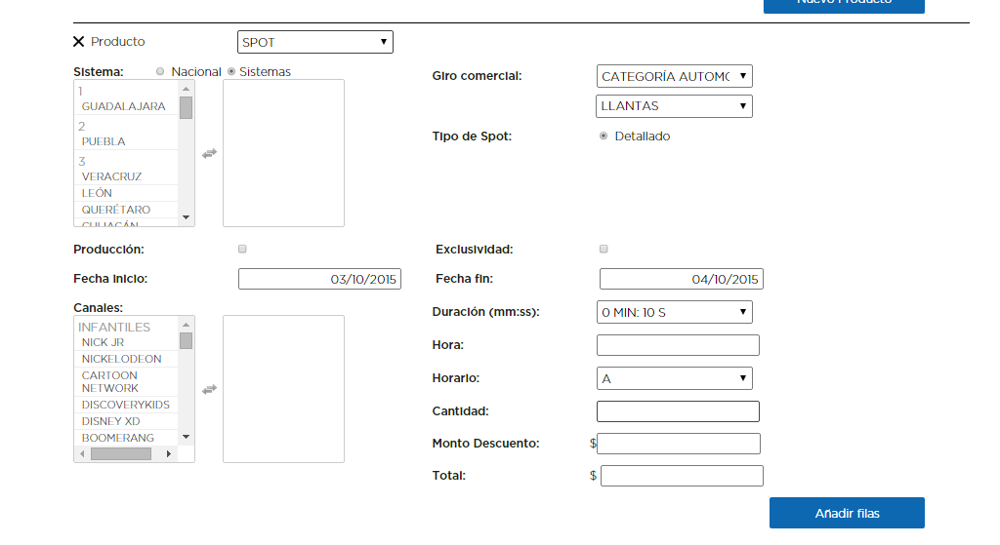 Nuevo Producto
Producto
SPOT
Sistema:
Nacional
Sistemas
1
GUADALAJARA
2
PUEBLA
3
VERACRUZ
LEÓN
QUERÉTARO
CULIACÁN
Giro comercial:
CATEGORÍA AUTOMO
LLANTAS
Tipo de Spot:
Detallado
Producción:
Exclusividad:
Fecha inicio:
03/10/2015
Fecha fin:
04/10/2015
Canales:
INFANTILES
NICK JR
NICKELODEON
CARTOON
NETWORK
DISCOVERYKIDS
DISNEY XD
BOOMERANG
Duración (mm:ss):
0 MIN: 10 S
Hora:
Horario:
A
Cantidad:
Monto Descuento:
$
Total:
$
Añadir filas